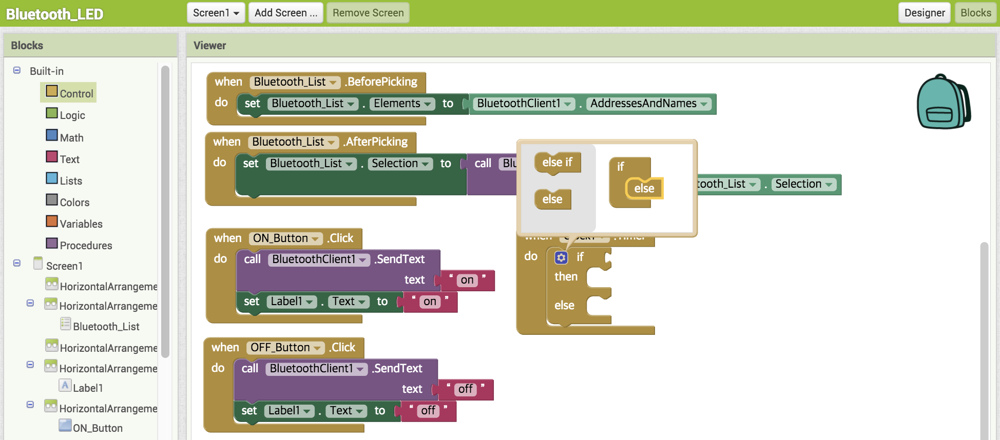 Bluetooth_LED
Screen1
Add Screen ...
Remove Screen
Designer
Blocks
Blocks
Built-in
Control
Logic
Math
Text
Lists
Colors
Variables
Procedures
Screen1
HorizontalArrangeme
HorizontalArrangeme
Bluetooth_List
HorizontalArrangeme
HorizontalArrangeme
Label1
HorizontalArrangeme
ON_Button
Viewer
when Bluetooth_List .BeforePicking
do set Bluetooth_List . Elements to BluetoothClient1 . AddressesAndNames
when Bluetooth_List .AfterPicking
do set Bluetooth_List . Selection to call Blu
tooth_List . Selection
else if
else
if
else
when ON_Button .Click
do call BluetoothClient1 .SendText
text “ on ”
set Label1 . Text to “ on ”
when Clock1 .Timer
do if
then
else
when OFF_Button .Click
do call BluetoothClient1 .SendText
text “ off ”
set Label1 . Text to “ off ”